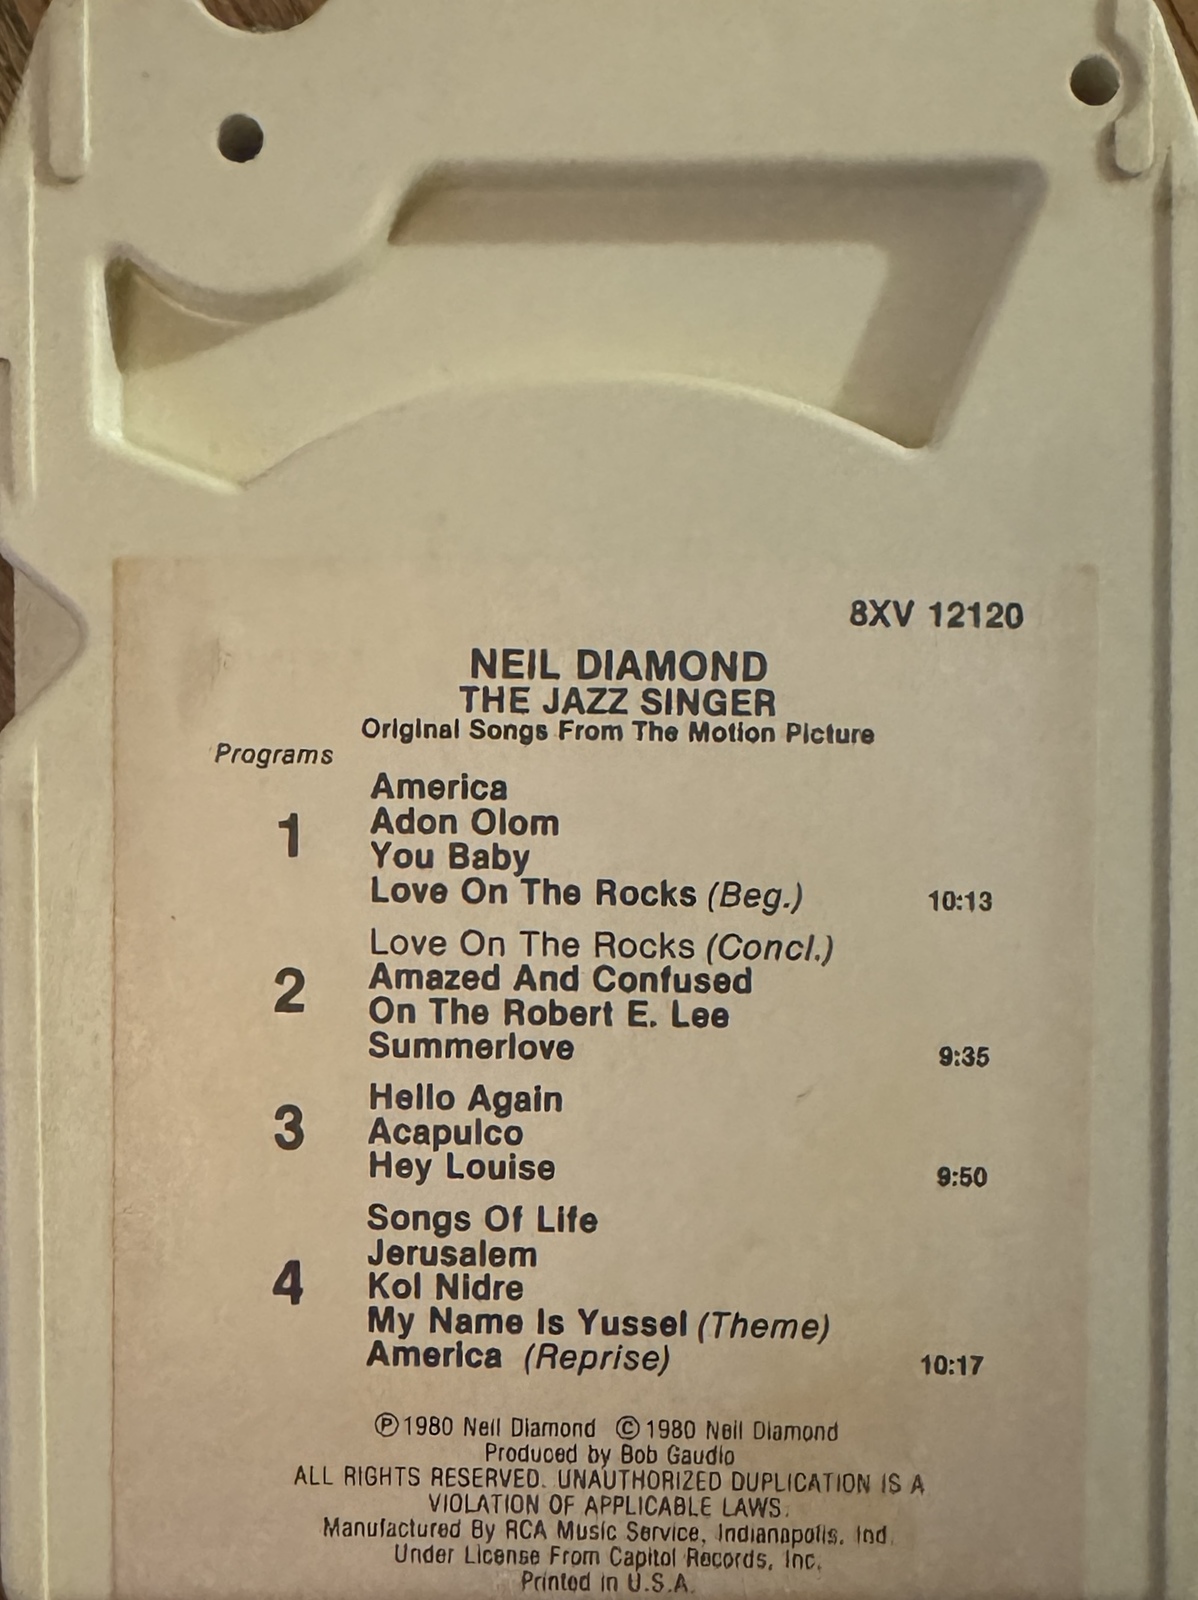 8XV 12120
NEIL DIAMOND
THE JAZZ SINGER
Original Songs From The Motion Picture
Programs
1
America
Adon Olom
You Baby
Love On The Rocks (Beg.) 10:13
2
Love On The Rocks (Concl.)
Amazed And Confused
On The Robert E. Lee
Summerlove 9:35
3
Hello Again
Acapulco
Hey Louise 9:50
4
Songs Of Life
Jerusalem
Kol Nidre
My Name Is Yussel (Theme)
America (Reprise) 10:17
℗ 1980 Neil Diamond © 1980 Neil Diamond
Produced by Bob Gaudio
ALL RIGHTS RESERVED. UNAUTHORIZED DUPLICATION IS A
VIOLATION OF APPLICABLE LAWS.
Manufactured By RCA Music Service, Indianapolis, Ind.
Under License From Capitol Records, Inc.
Printed in U.S.A.